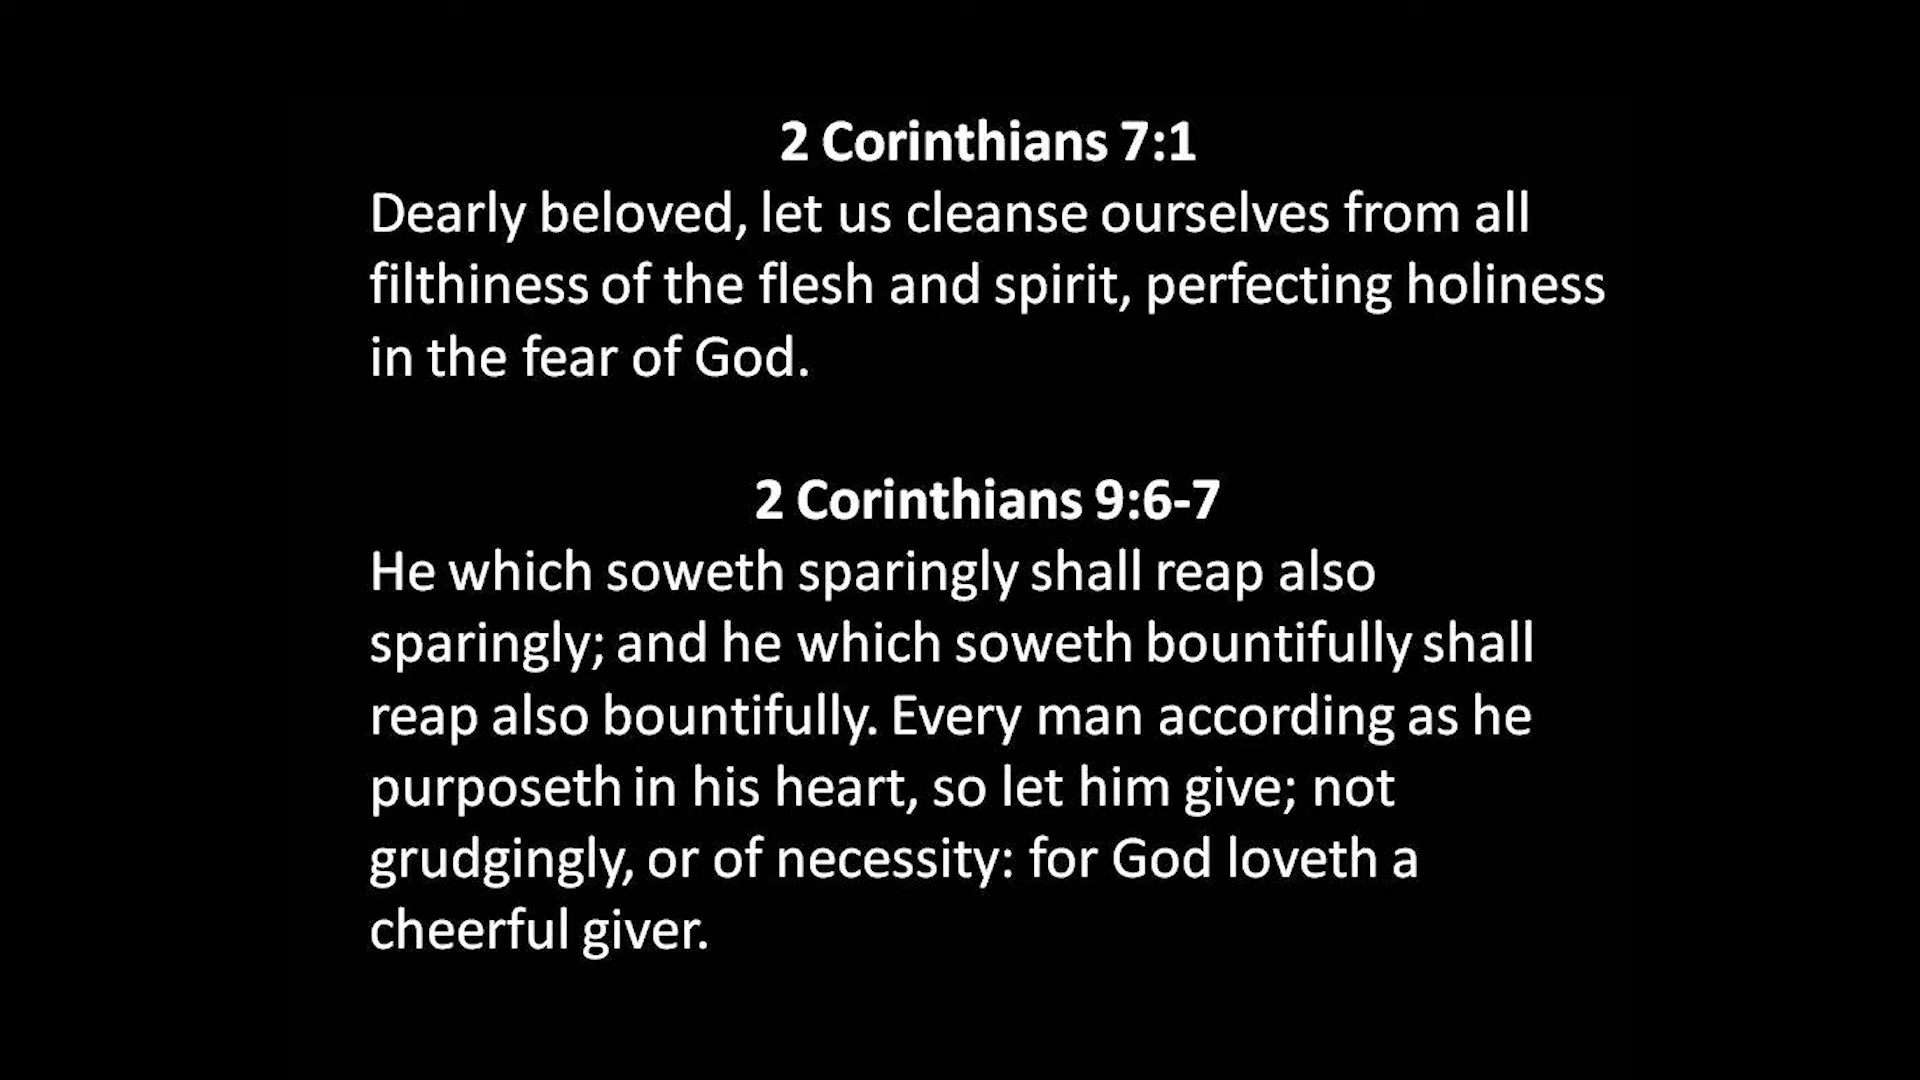 2 Corinthians 7:1
Dearly beloved, let us cleanse ourselves from all
filthiness of the flesh and spirit, perfecting holiness
in the fear of God.
2 Corinthians 9:6-7
He which soweth sparingly shall reap also
sparingly; and he which soweth bountifully shall
reap also bountifully. Every man according as he
purposeth in his heart, so let him give; not
grudgingly, or of necessity: for God loveth a
cheerful giver.